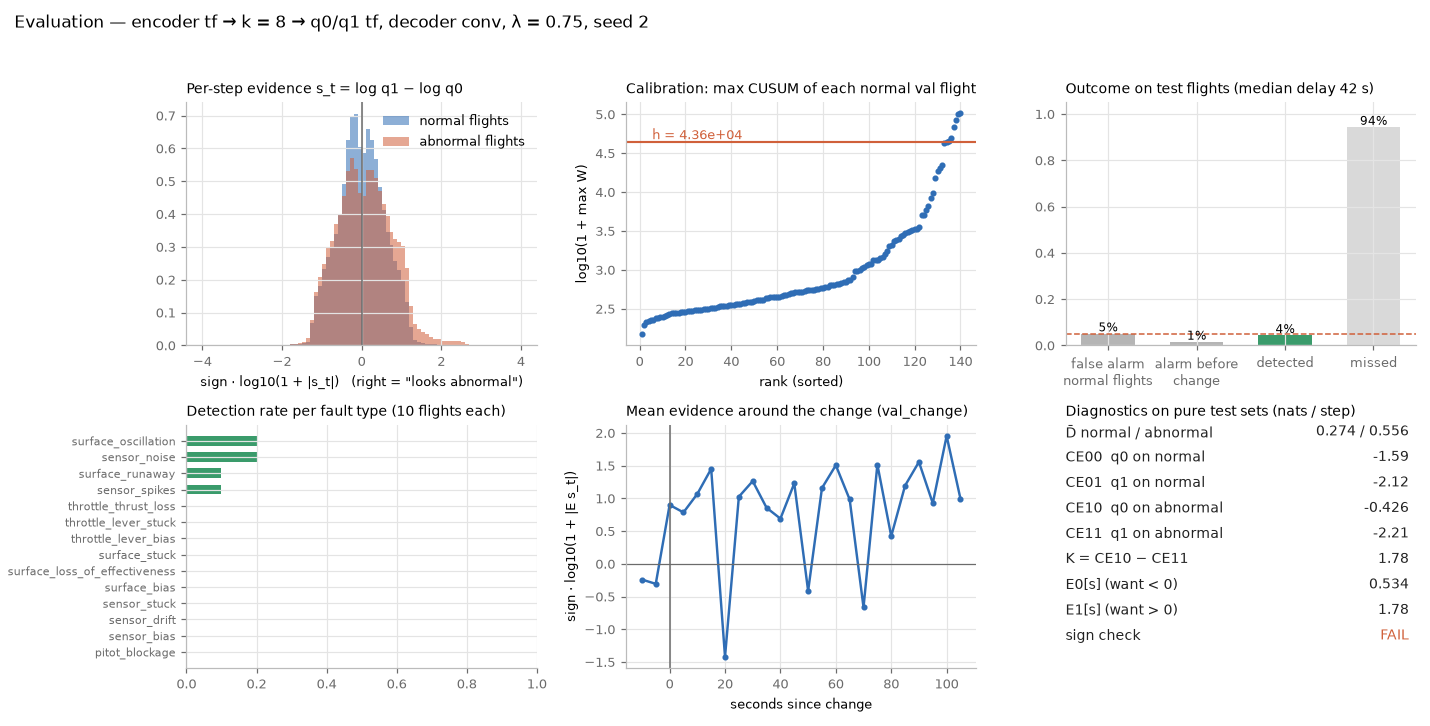 Evaluation — encoder tf → k = 8 → q0/q1 tf, decoder conv, λ = 0.75, seed 2
Per-step evidence s_t = log q1 − log q0
normal flights
abnormal flights
0.7
0.6
0.5
0.4
0.3
0.2
0.1
0.0
−4
−2
0
2
4
sign · log10(1 + |s_t|)   (right = "looks abnormal")
Calibration: max CUSUM of each normal val flight
h = 4.36e+04
log10(1 + max W)
5.0
4.5
4.0
3.5
3.0
2.5
0
20
40
60
80
100
120
140
rank (sorted)
Outcome on test flights (median delay 42 s)
1.0
0.8
0.6
0.4
0.2
0.0
5%
1%
4%
94%
false alarm
normal flights
alarm before
change
detected
missed
Detection rate per fault type (10 flights each)
surface_oscillation
sensor_noise
surface_runaway
sensor_spikes
throttle_thrust_loss
throttle_lever_stuck
throttle_lever_bias
surface_stuck
surface_loss_of_effectiveness
surface_bias
sensor_stuck
sensor_drift
sensor_bias
pitot_blockage
0.0
0.2
0.4
0.6
0.8
1.0
Mean evidence around the change (val_change)
sign · log10(1 + |E s_t|)
2.0
1.5
1.0
0.5
0.0
−0.5
−1.0
−1.5
0
20
40
60
80
100
seconds since change
Diagnostics on pure test sets (nats / step)
D̄ normal / abnormal 0.274 / 0.556
CE00  q0 on normal -1.59
CE01  q1 on normal -2.12
CE10  q0 on abnormal -0.426
CE11  q1 on abnormal -2.21
K = CE10 − CE11 1.78
E0[s] (want < 0) 0.534
E1[s] (want > 0) 1.78
sign check FAIL